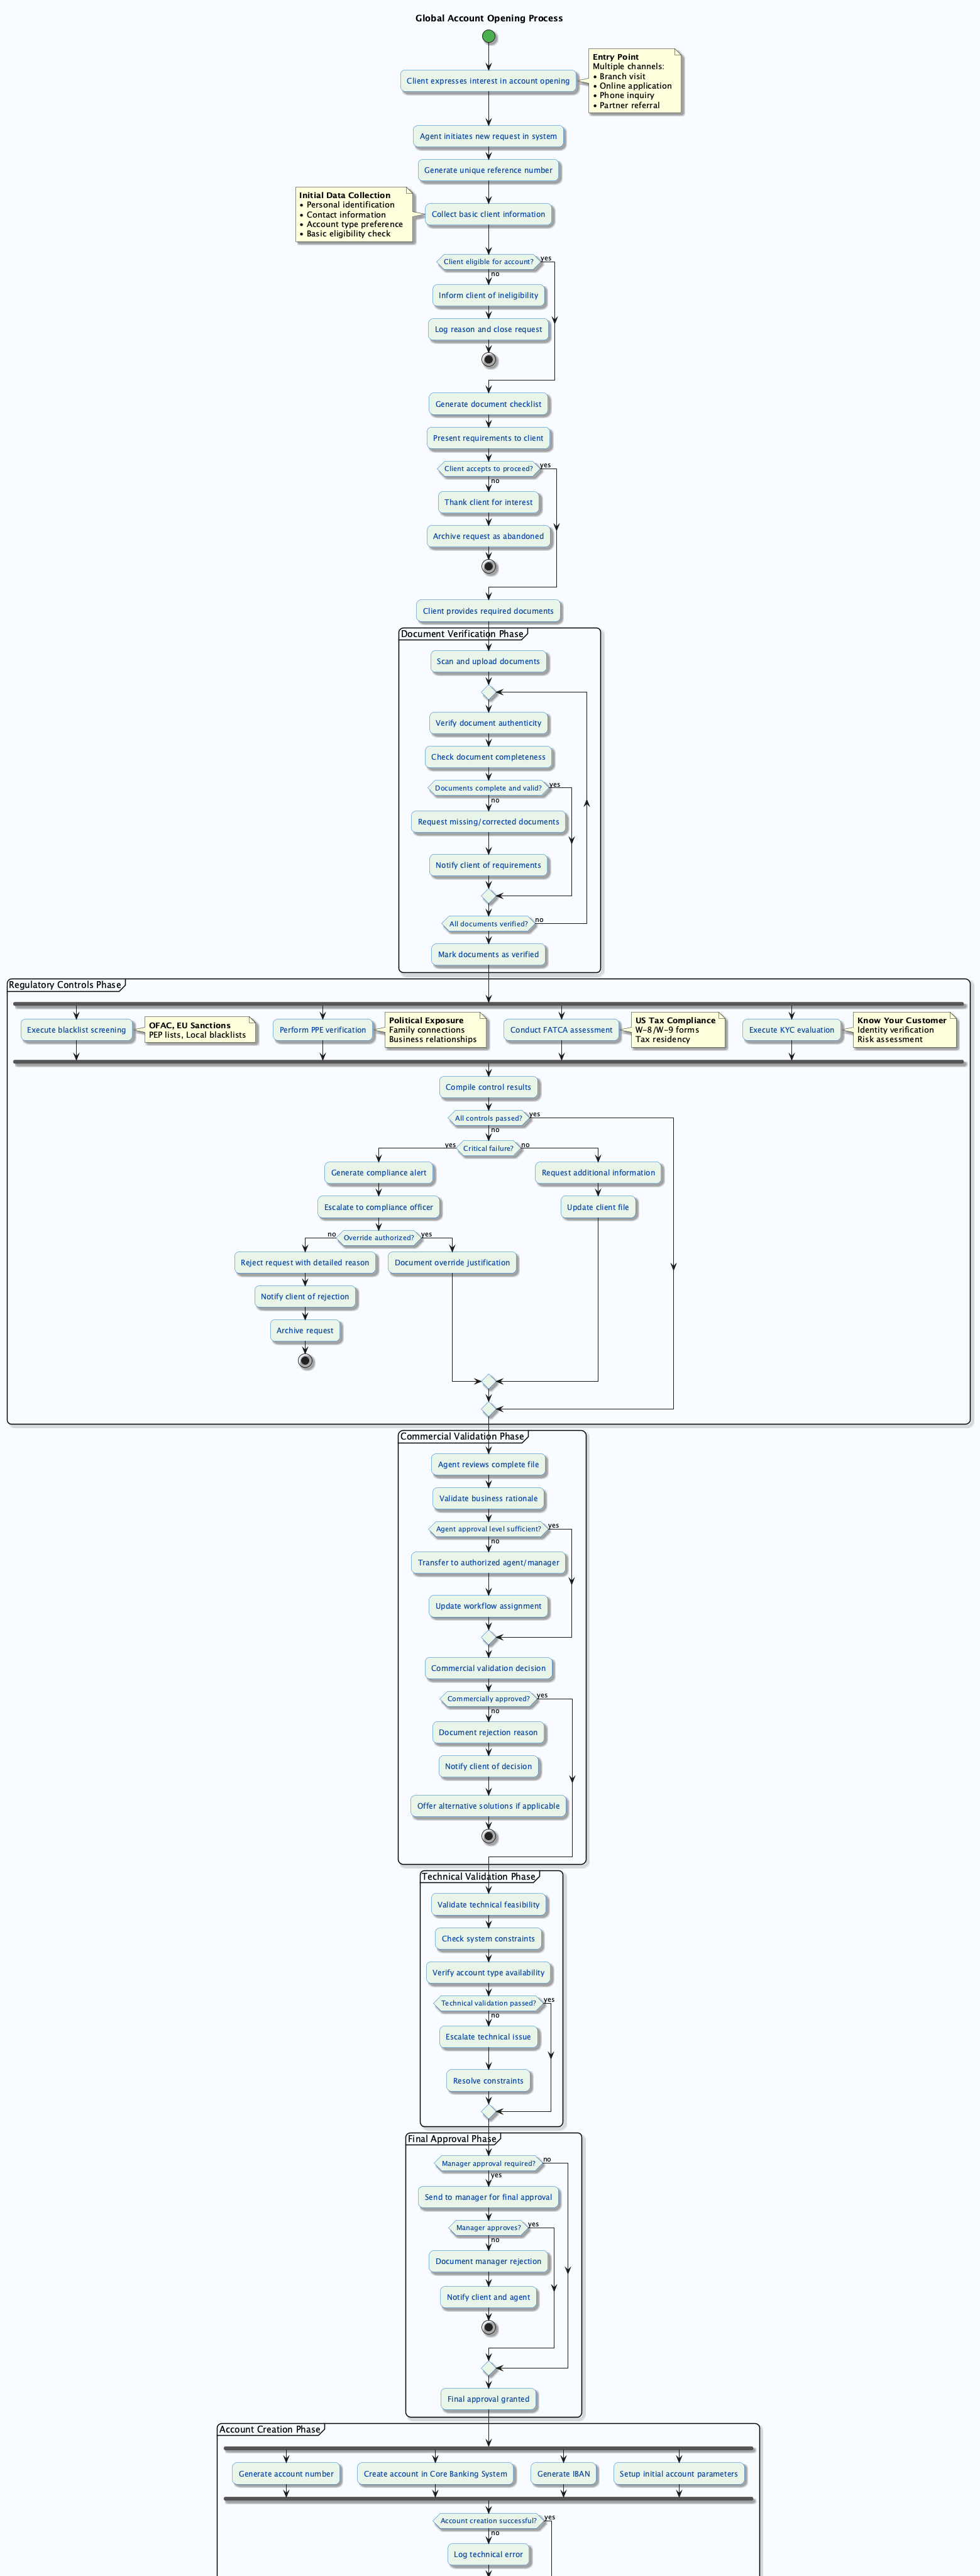 Global Account Opening Process
Entry Point
Multiple channels:
• Branch visit
• Online application
• Phone inquiry
• Partner referral
Client expresses interest in account opening
Agent initiates new request in system
Generate unique reference number
Initial Data Collection
• Personal identification
• Contact information
• Account type preference
• Basic eligibility check
Collect basic client information
Client eligible for account?
yes
no
Inform client of ineligibility
Log reason and close request
Generate document checklist
Present requirements to client
Client accepts to proceed?
yes
no
Thank client for interest
Archive request as abandoned
Client provides required documents
Document Verification Phase
Scan and upload documents
Verify document authenticity
Check document completeness
Documents complete and valid?
yes
no
Request missing/corrected documents
Notify client of requirements
All documents verified?
no
Mark documents as verified
Regulatory Controls Phase
Execute blacklist screening
OFAC, EU Sanctions
PEP lists, Local blacklists
Perform PPE verification
Political Exposure
Family connections
Business relationships
Conduct FATCA assessment
US Tax Compliance
W-8/W-9 forms
Tax residency
Execute KYC evaluation
Know Your Customer
Identity verification
Risk assessment
Compile control results
All controls passed?
yes
no
yes
Critical failure?
no
Generate compliance alert
Request additional information
Escalate to compliance officer
Update client file
no
Override authorized?
yes
Reject request with detailed reason
Document override justification
Notify client of rejection
Archive request
Commercial Validation Phase
Agent reviews complete file
Validate business rationale
Agent approval level sufficient?
yes
no
Transfer to authorized agent/manager
Update workflow assignment
Commercial validation decision
Commercially approved?
yes
no
Document rejection reason
Notify client of decision
Offer alternative solutions if applicable
Technical Validation Phase
Validate technical feasibility
Check system constraints
Verify account type availability
Technical validation passed?
yes
no
Escalate technical issue
Resolve constraints
Final Approval Phase
Manager approval required?
no
yes
Send to manager for final approval
Manager approves?
yes
no
Document manager rejection
Notify client and agent
Final approval granted
Account Creation Phase
Generate account number
Create account in Core Banking System
Generate IBAN
Setup initial account parameters
Account creation successful?
yes
no
Log technical error